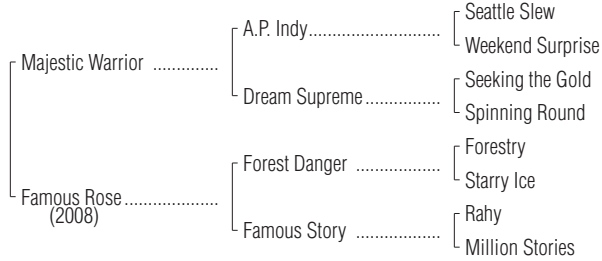 Seattle Slew
A.P. Indy..............................
Weekend Surprise
Majestic Warrior ...............
Seeking the Gold
Dream Supreme.................
Spinning Round
Forestry
Forest Danger ...................
Starry Ice
Famous Rose .....................
(2008)
Rahy
Famous Story ...................
Million Stories